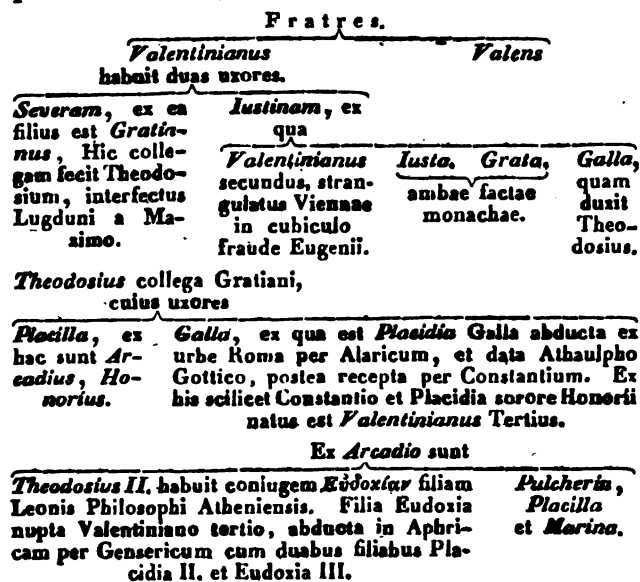 Fratres.
Valentinianus
habuit duas uxores.
Valens
Severam, ex ea
filius est Gratia-
nus, Hic colle-
gam fecit Theodo-
sium, interfectus
Lugduni a Ma-
ximo.
Iustinam, ex
qua
Valentinianus
secundus, stran-
gulatus Viennae
in cubiculo
fraude Eugenii.
Iusta. Grata,
ambae factae
monachae.
Galla,
quam
duxit
Theo-
dosius.
Theodosius collega Gratiani,
cuius uxores
Placilla, ex
hac sunt Ar-
cadius, Ho-
norius.
Galla, ex qua est Plasidia Galla abducta ex
urbe Roma per Alaricum, et data Athaulpho
Gottico, postea recepta per Constantium. Ex
his scilicet Constantio et Placidia sorore Honorii
natus est Valentinianus Tertius.
Ex Arcadio sunt
Theodosius II. habuit coniugem Εὐδοξίαν filiam
Leonis Philosophi Atheniensis. Filia Eudoxia
nupta Valentiniano tertio, abducta in Aphri-
cam per Gensericum cum duabus filiabus Pla-
cidia II. et Eudoxia III.
Pulcheria,
Placilla
et Marina.